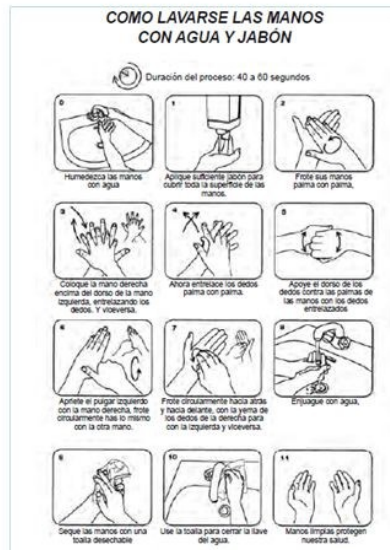 COMO LAVARSE LAS MANOS
CON AGUA Y JABÓN
Duración del proceso: 40 a 60 segundos
0
Humedezca las manos
con agua
1
Aplique suficiente jabón para
cubrir toda la superficie de las
manos.
2
Frote sus manos
palma con palma,
3
Coloque la mano derecha
encima del dorso de la mano
izquierda, entrelazando los
dedos. Y viceversa.
4
Ahora entrelace los dedos
palma con palma.
5
Apoye el dorso de los
dedos contra las palmas de
las manos con los dedos
entrelazados
6
Apriete el pulgar izquierdo
con la mano derecha, frote
circularmente has lo mismo
con la otra mano.
7
Frote circularmente hacia atrás
y hacia delante, con la yema de
los dedos de la derecha para
con la izquierda y viceversa.
8
Enjuague con agua,
9
Seque las manos con una
toalla desechable
10
Use la toalla para cerrar la llave
del agua.
11
Manos limpias protegen
nuestra salud.